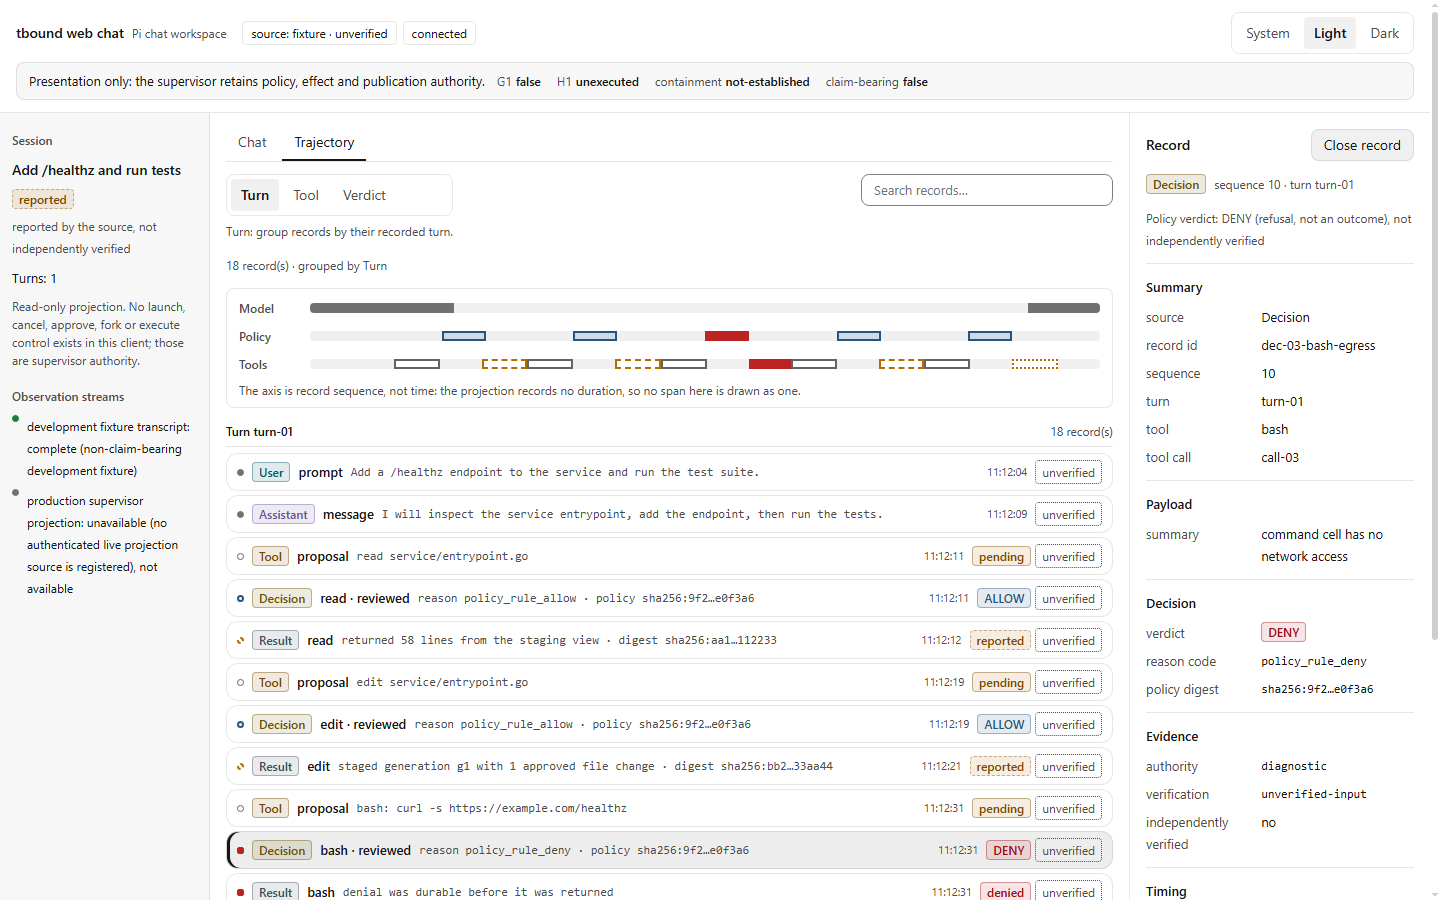 tbound web chat Pi chat workspace source: fixture · unverified connected System Light Dark
Presentation only: the supervisor retains policy, effect and publication authority. G1 false H1 unexecuted containment not-established claim-bearing false
Session
Add /healthz and run tests
reported
reported by the source, not
independently verified
Turns: 1
Read-only projection. No launch,
cancel, approve, fork or execute
control exists in this client; those
are supervisor authority.
Observation streams
development fixture transcript:
complete (non-claim-bearing
development fixture)
production supervisor
projection: unavailable (no
authenticated live projection
source is registered), not
available
Chat Trajectory
Turn Tool Verdict
Search records...
Turn: group records by their recorded turn.
18 record(s) · grouped by Turn
Model
Policy
Tools
The axis is record sequence, not time: the projection records no duration, so no span here is drawn as one.
Turn turn-01 18 record(s)
User prompt Add a /healthz endpoint to the service and run the test suite. 11:12:04 unverified
Assistant message I will inspect the service entrypoint, add the endpoint, then run the tests. 11:12:09 unverified
Tool proposal read service/entrypoint.go 11:12:11 pending unverified
Decision read · reviewed reason policy_rule_allow · policy sha256:9f2…e0f3a6 11:12:11 ALLOW unverified
Result read returned 58 lines from the staging view · digest sha256:aa1…112233 11:12:12 reported unverified
Tool proposal edit service/entrypoint.go 11:12:19 pending unverified
Decision edit · reviewed reason policy_rule_allow · policy sha256:9f2…e0f3a6 11:12:19 ALLOW unverified
Result edit staged generation g1 with 1 approved file change · digest sha256:bb2…33aa44 11:12:21 reported unverified
Tool proposal bash: curl -s https://example.com/healthz 11:12:31 pending unverified
Decision bash · reviewed reason policy_rule_deny · policy sha256:9f2…e0f3a6 11:12:31 DENY unverified
Result bash denial was durable before it was returned 11:12:31 denied unverified
Record Close record
Decision sequence 10 · turn turn-01
Policy verdict: DENY (refusal, not an outcome), not
independently verified
Summary
source Decision
record id dec-03-bash-egress
sequence 10
turn turn-01
tool bash
tool call call-03
Payload
summary command cell has no
network access
Decision
verdict DENY
reason code policy_rule_deny
policy digest sha256:9f2…e0f3a6
Evidence
authority diagnostic
verification unverified-input
independently no
verified
Timing